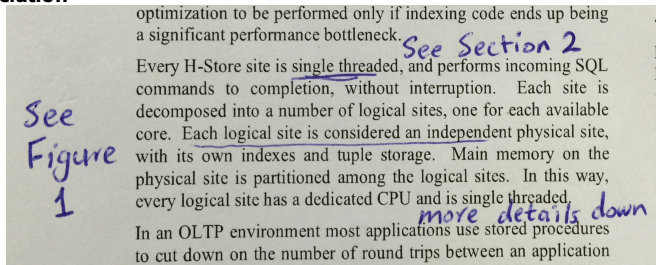 optimization to be performed only if indexing code ends up being
a significant performance bottleneck.
See Section 2
Every H-Store site is single threaded, and performs incoming SQL
commands to completion, without interruption. Each site is
decomposed into a number of logical sites, one for each available
core. Each logical site is considered an independent physical site,
with its own indexes and tuple storage. Main memory on the
physical site is partitioned among the logical sites. In this way,
every logical site has a dedicated CPU and is single threaded.
See
Figure
1
more details down
In an OLTP environment most applications use stored procedures
to cut down on the number of round trips between an application